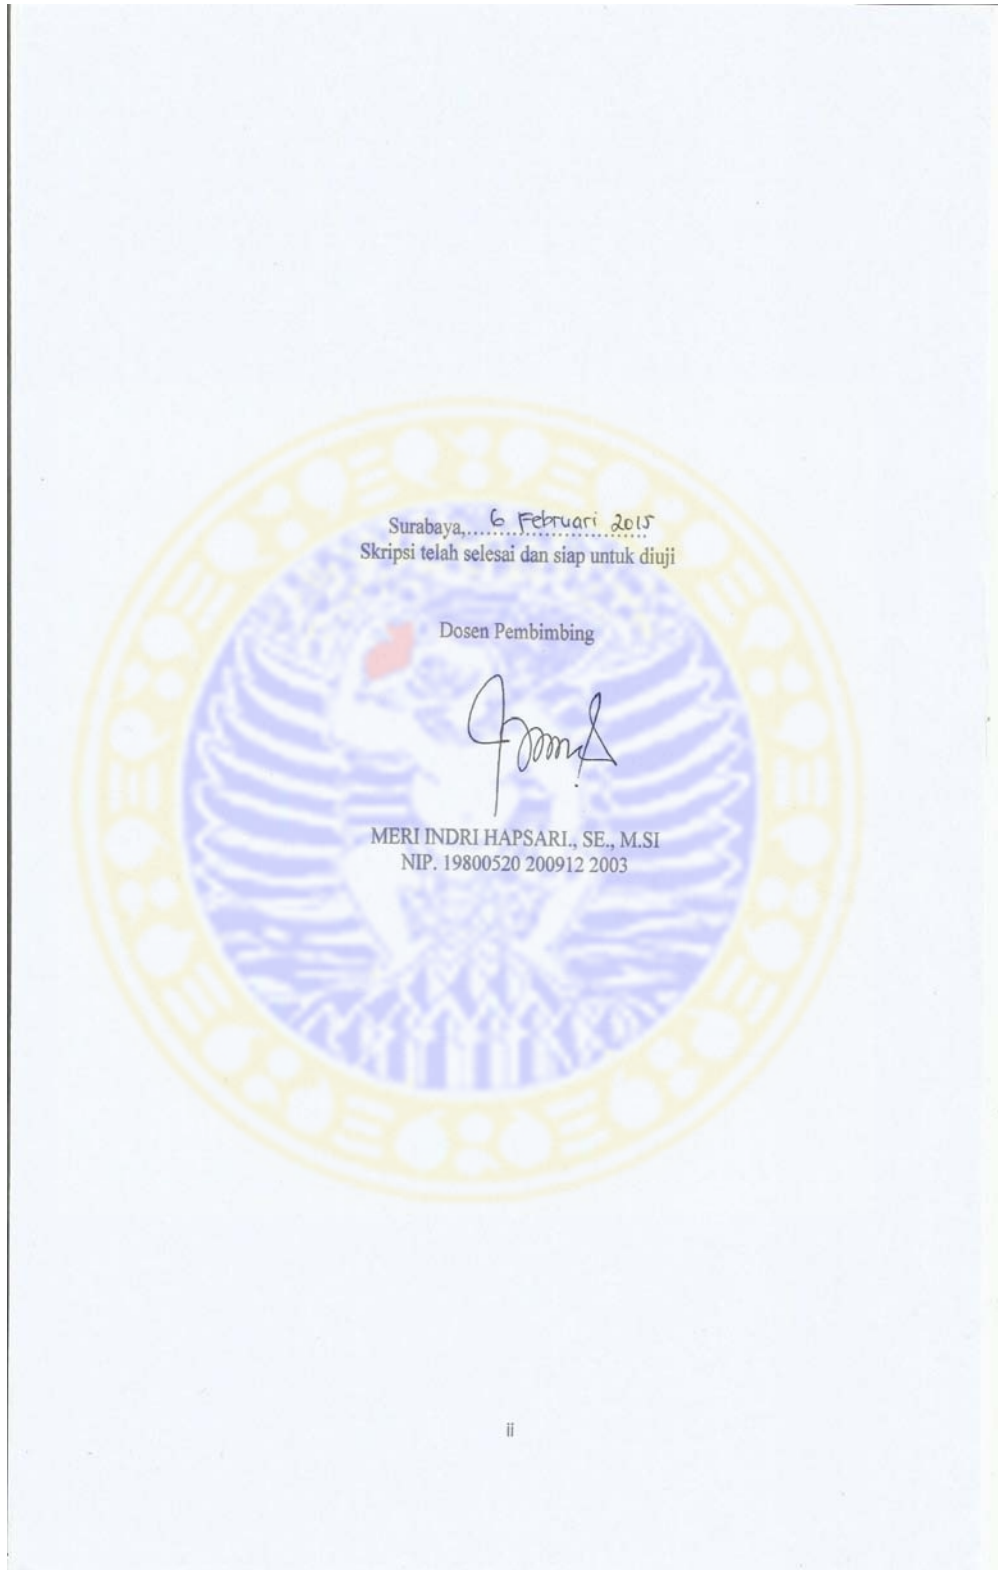 Surabaya,..... 6 Februari 2015
Skripsi telah selesai dan siap untuk diuji
Dosen Pembimbing
MERI INDRI HAPSARI., SE., M.SI
NIP. 19800520 200912 2003
ii